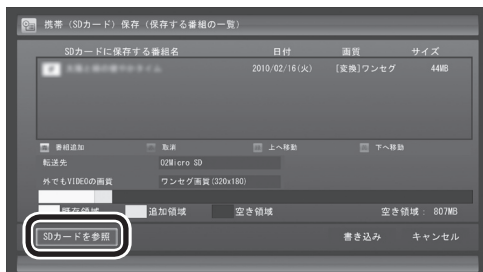 携帯（SDカード）保存（保存する番組の一覧）
SDカードに保存する番組名 日付 画質 サイズ
2010/02/16(火) [変換]ワンセグ 44MB
番組追加 取消 上へ移動 下へ移動
転送先 O2Micro SD
外でもVIDEOの画質 ワンセグ画質(320x180)
既存領域 追加領域 空き領域 空き領域： 807MB
SDカードを参照 書き込み キャンセル